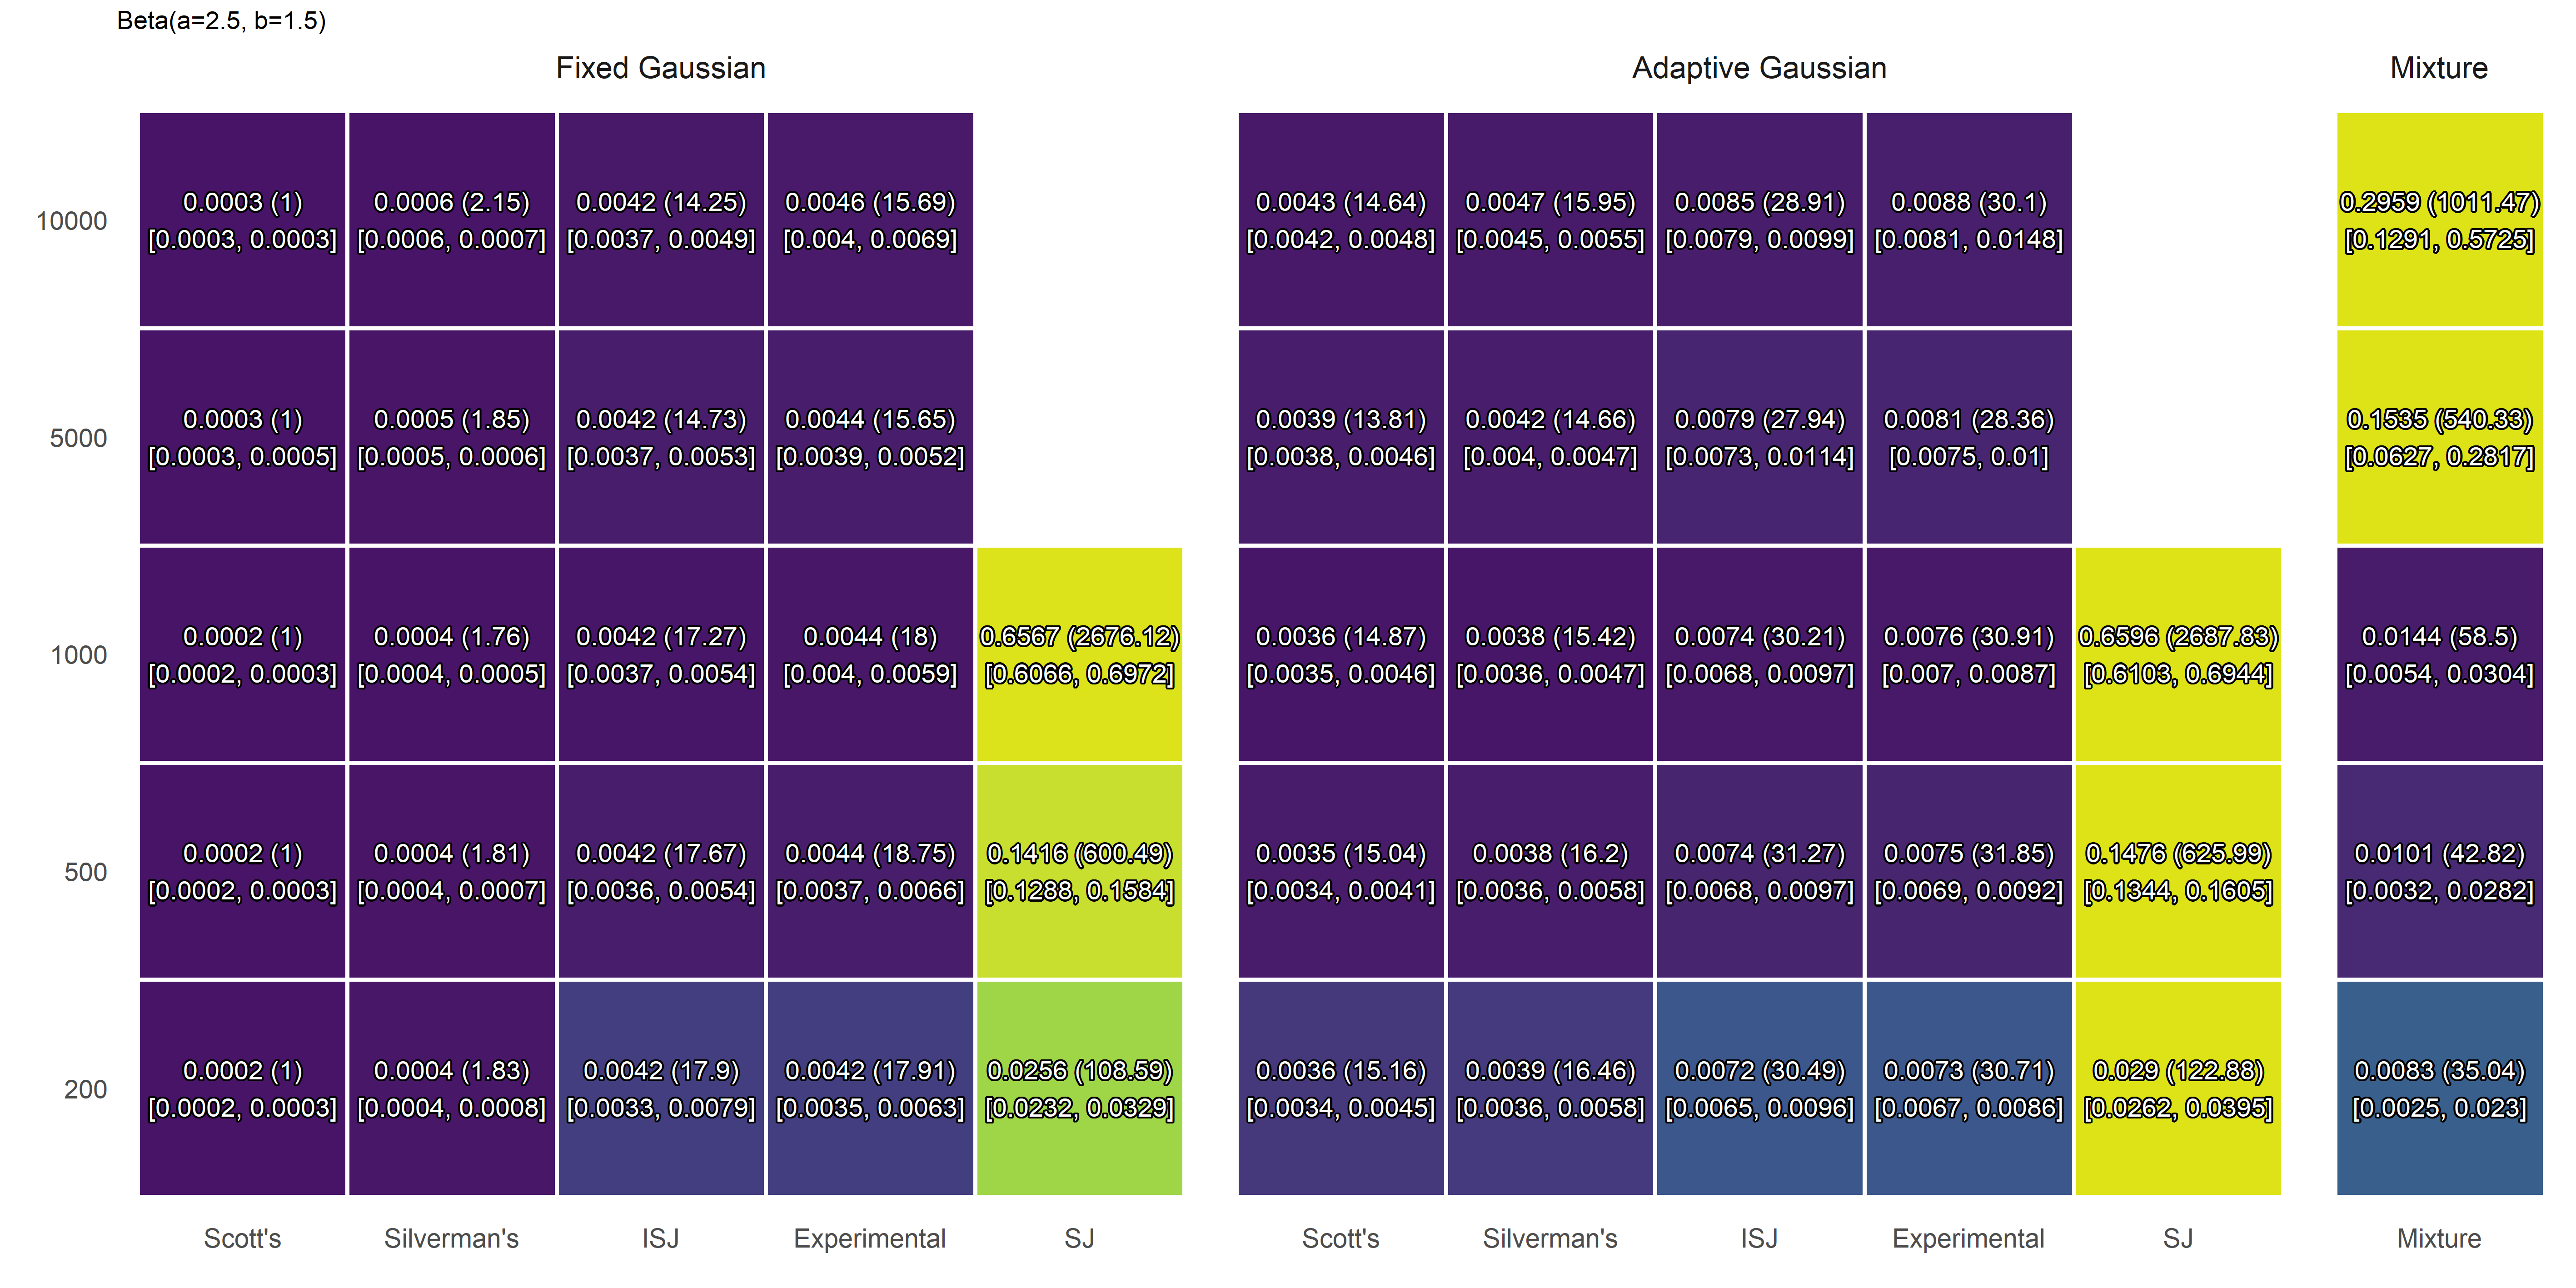 Beta(a=2.5, b=1.5)
Fixed Gaussian Adaptive Gaussian Mixture
10000
0.0003 (1) 0.0006 (2.15) 0.0042 (14.25) 0.0046 (15.69) 0.0043 (14.64) 0.0047 (15.95) 0.0085 (28.91) 0.0088 (30.1) 0.2959 (1011.47)
[0.0003, 0.0003] [0.0006, 0.0007] [0.0037, 0.0049] [0.004, 0.0069] [0.0042, 0.0048] [0.0045, 0.0055] [0.0079, 0.0099] [0.0081, 0.0148] [0.1291, 0.5725]
5000
0.0003 (1) 0.0005 (1.85) 0.0042 (14.73) 0.0044 (15.65) 0.0039 (13.81) 0.0042 (14.66) 0.0079 (27.94) 0.0081 (28.36) 0.1535 (540.33)
[0.0003, 0.0005] [0.0005, 0.0006] [0.0037, 0.0053] [0.0039, 0.0052] [0.0038, 0.0046] [0.004, 0.0047] [0.0073, 0.0114] [0.0075, 0.01] [0.0627, 0.2817]
1000
0.0002 (1) 0.0004 (1.76) 0.0042 (17.27) 0.0044 (18) 0.6567 (2676.12) 0.0036 (14.87) 0.0038 (15.42) 0.0074 (30.21) 0.0076 (30.91) 0.6596 (2687.83) 0.0144 (58.5)
[0.0002, 0.0003] [0.0004, 0.0005] [0.0037, 0.0054] [0.004, 0.0059] [0.6066, 0.6972] [0.0035, 0.0046] [0.0036, 0.0047] [0.0068, 0.0097] [0.007, 0.0087] [0.6103, 0.6944] [0.0054, 0.0304]
500
0.0002 (1) 0.0004 (1.81) 0.0042 (17.67) 0.0044 (18.75) 0.1416 (600.49) 0.0035 (15.04) 0.0038 (16.2) 0.0074 (31.27) 0.0075 (31.85) 0.1476 (625.99) 0.0101 (42.82)
[0.0002, 0.0003] [0.0004, 0.0007] [0.0036, 0.0054] [0.0037, 0.0066] [0.1288, 0.1584] [0.0034, 0.0041] [0.0036, 0.0058] [0.0068, 0.0097] [0.0069, 0.0092] [0.1344, 0.1605] [0.0032, 0.0282]
200
0.0002 (1) 0.0004 (1.83) 0.0042 (17.9) 0.0042 (17.91) 0.0256 (108.59) 0.0036 (15.16) 0.0039 (16.46) 0.0072 (30.49) 0.0073 (30.71) 0.029 (122.88) 0.0083 (35.04)
[0.0002, 0.0003] [0.0004, 0.0008] [0.0033, 0.0079] [0.0035, 0.0063] [0.0232, 0.0329] [0.0034, 0.0045] [0.0036, 0.0058] [0.0065, 0.0096] [0.0067, 0.0086] [0.0262, 0.0395] [0.0025, 0.023]
Scott's Silverman's ISJ Experimental SJ Scott's Silverman's ISJ Experimental SJ Mixture